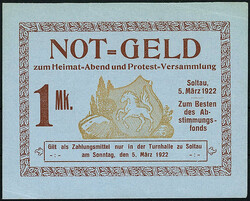 NOT-GELD
zum Heimat-Abend und Protest-Versammlung
1 Mk.
Soltau,
5. März 1922
Zum Besten
des Ab-
stimmungs-
fonds
Gilt als Zahlungsmittel nur in der Turnhalle zu Soltau
-:- am Sonntag, den 5. März 1922 -:-